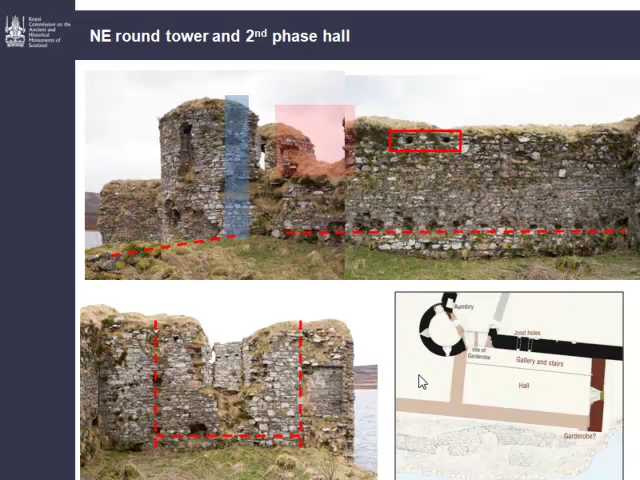 Royal
Commission on the
Ancient and
Historical
Monuments of
Scotland
NE round tower and 2nd phase hall
Aumbry
Joist holes
site of
Garderobe
Gallery and stairs
Hall
Garderobe?